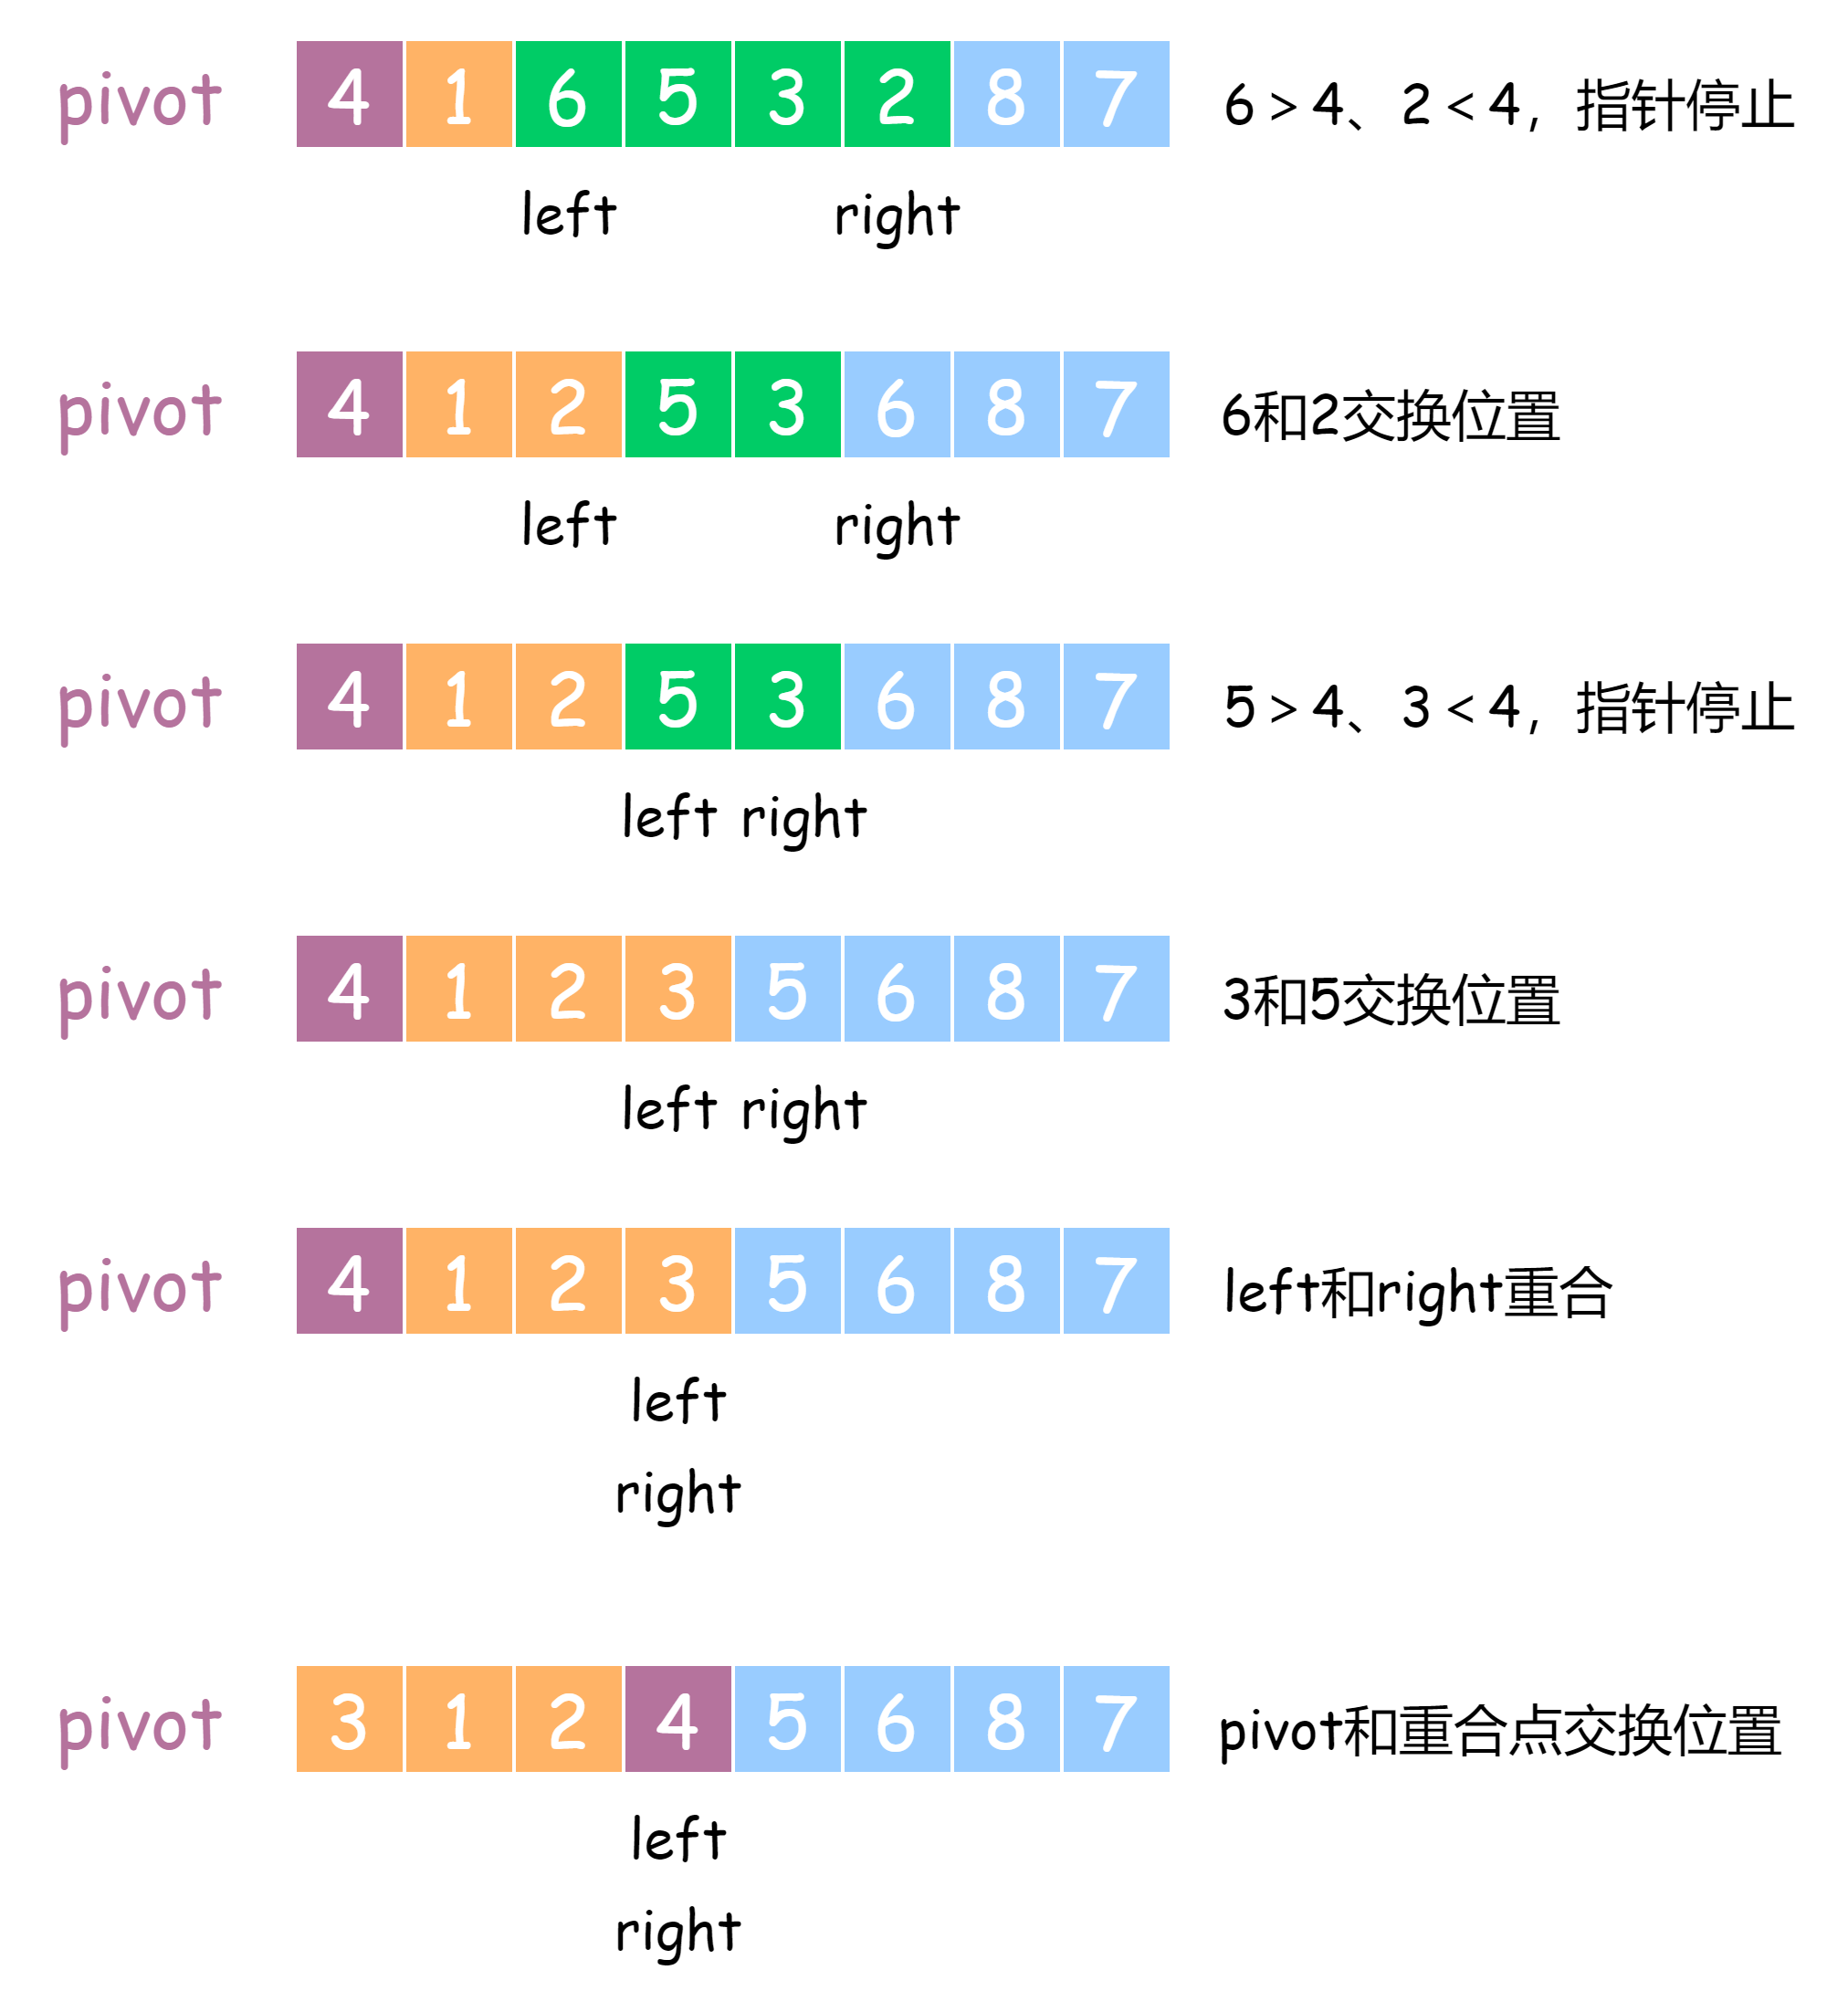 pivot 4 1 6 5 3 2 8 7 6 > 4、2 < 4，指针停止
left right
pivot 4 1 2 5 3 6 8 7 6和2交换位置
left right
pivot 4 1 2 5 3 6 8 7 5 > 4、3 < 4，指针停止
left right
pivot 4 1 2 3 5 6 8 7 3和5交换位置
left right
pivot 4 1 2 3 5 6 8 7 left和right重合
left
right
pivot 3 1 2 4 5 6 8 7 pivot和重合点交换位置
left
right